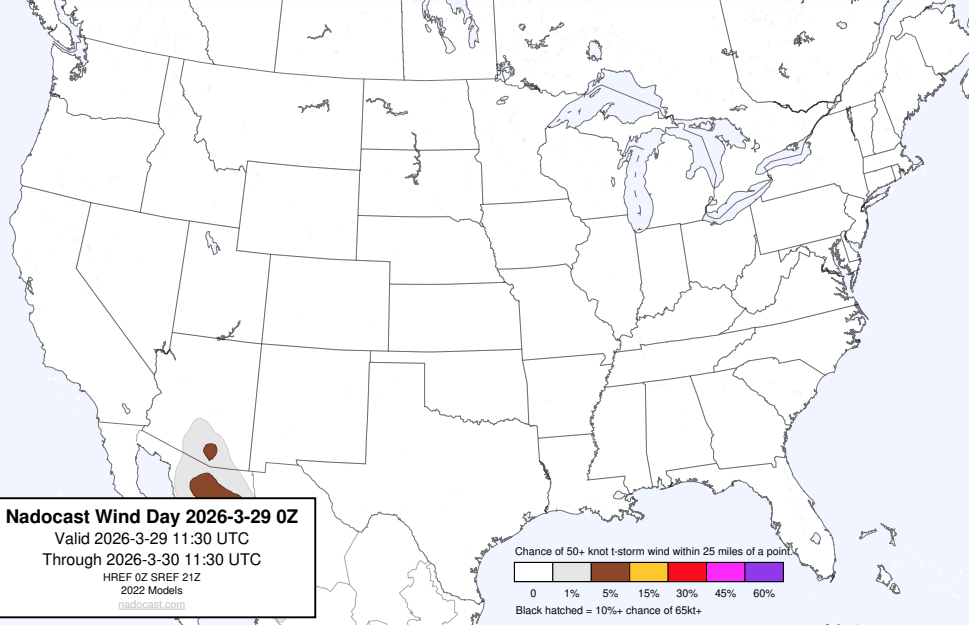 Nadocast Wind Day 2026-3-29 0Z
Valid 2026-3-29 11:30 UTC
Through 2026-3-30 11:30 UTC
HREF 0Z SREF 21Z
2022 Models
nadocast.com
Chance of 50+ knot t-storm wind within 25 miles of a point.
0 1% 5% 15% 30% 45% 60%
Black hatched = 10%+ chance of 65kt+